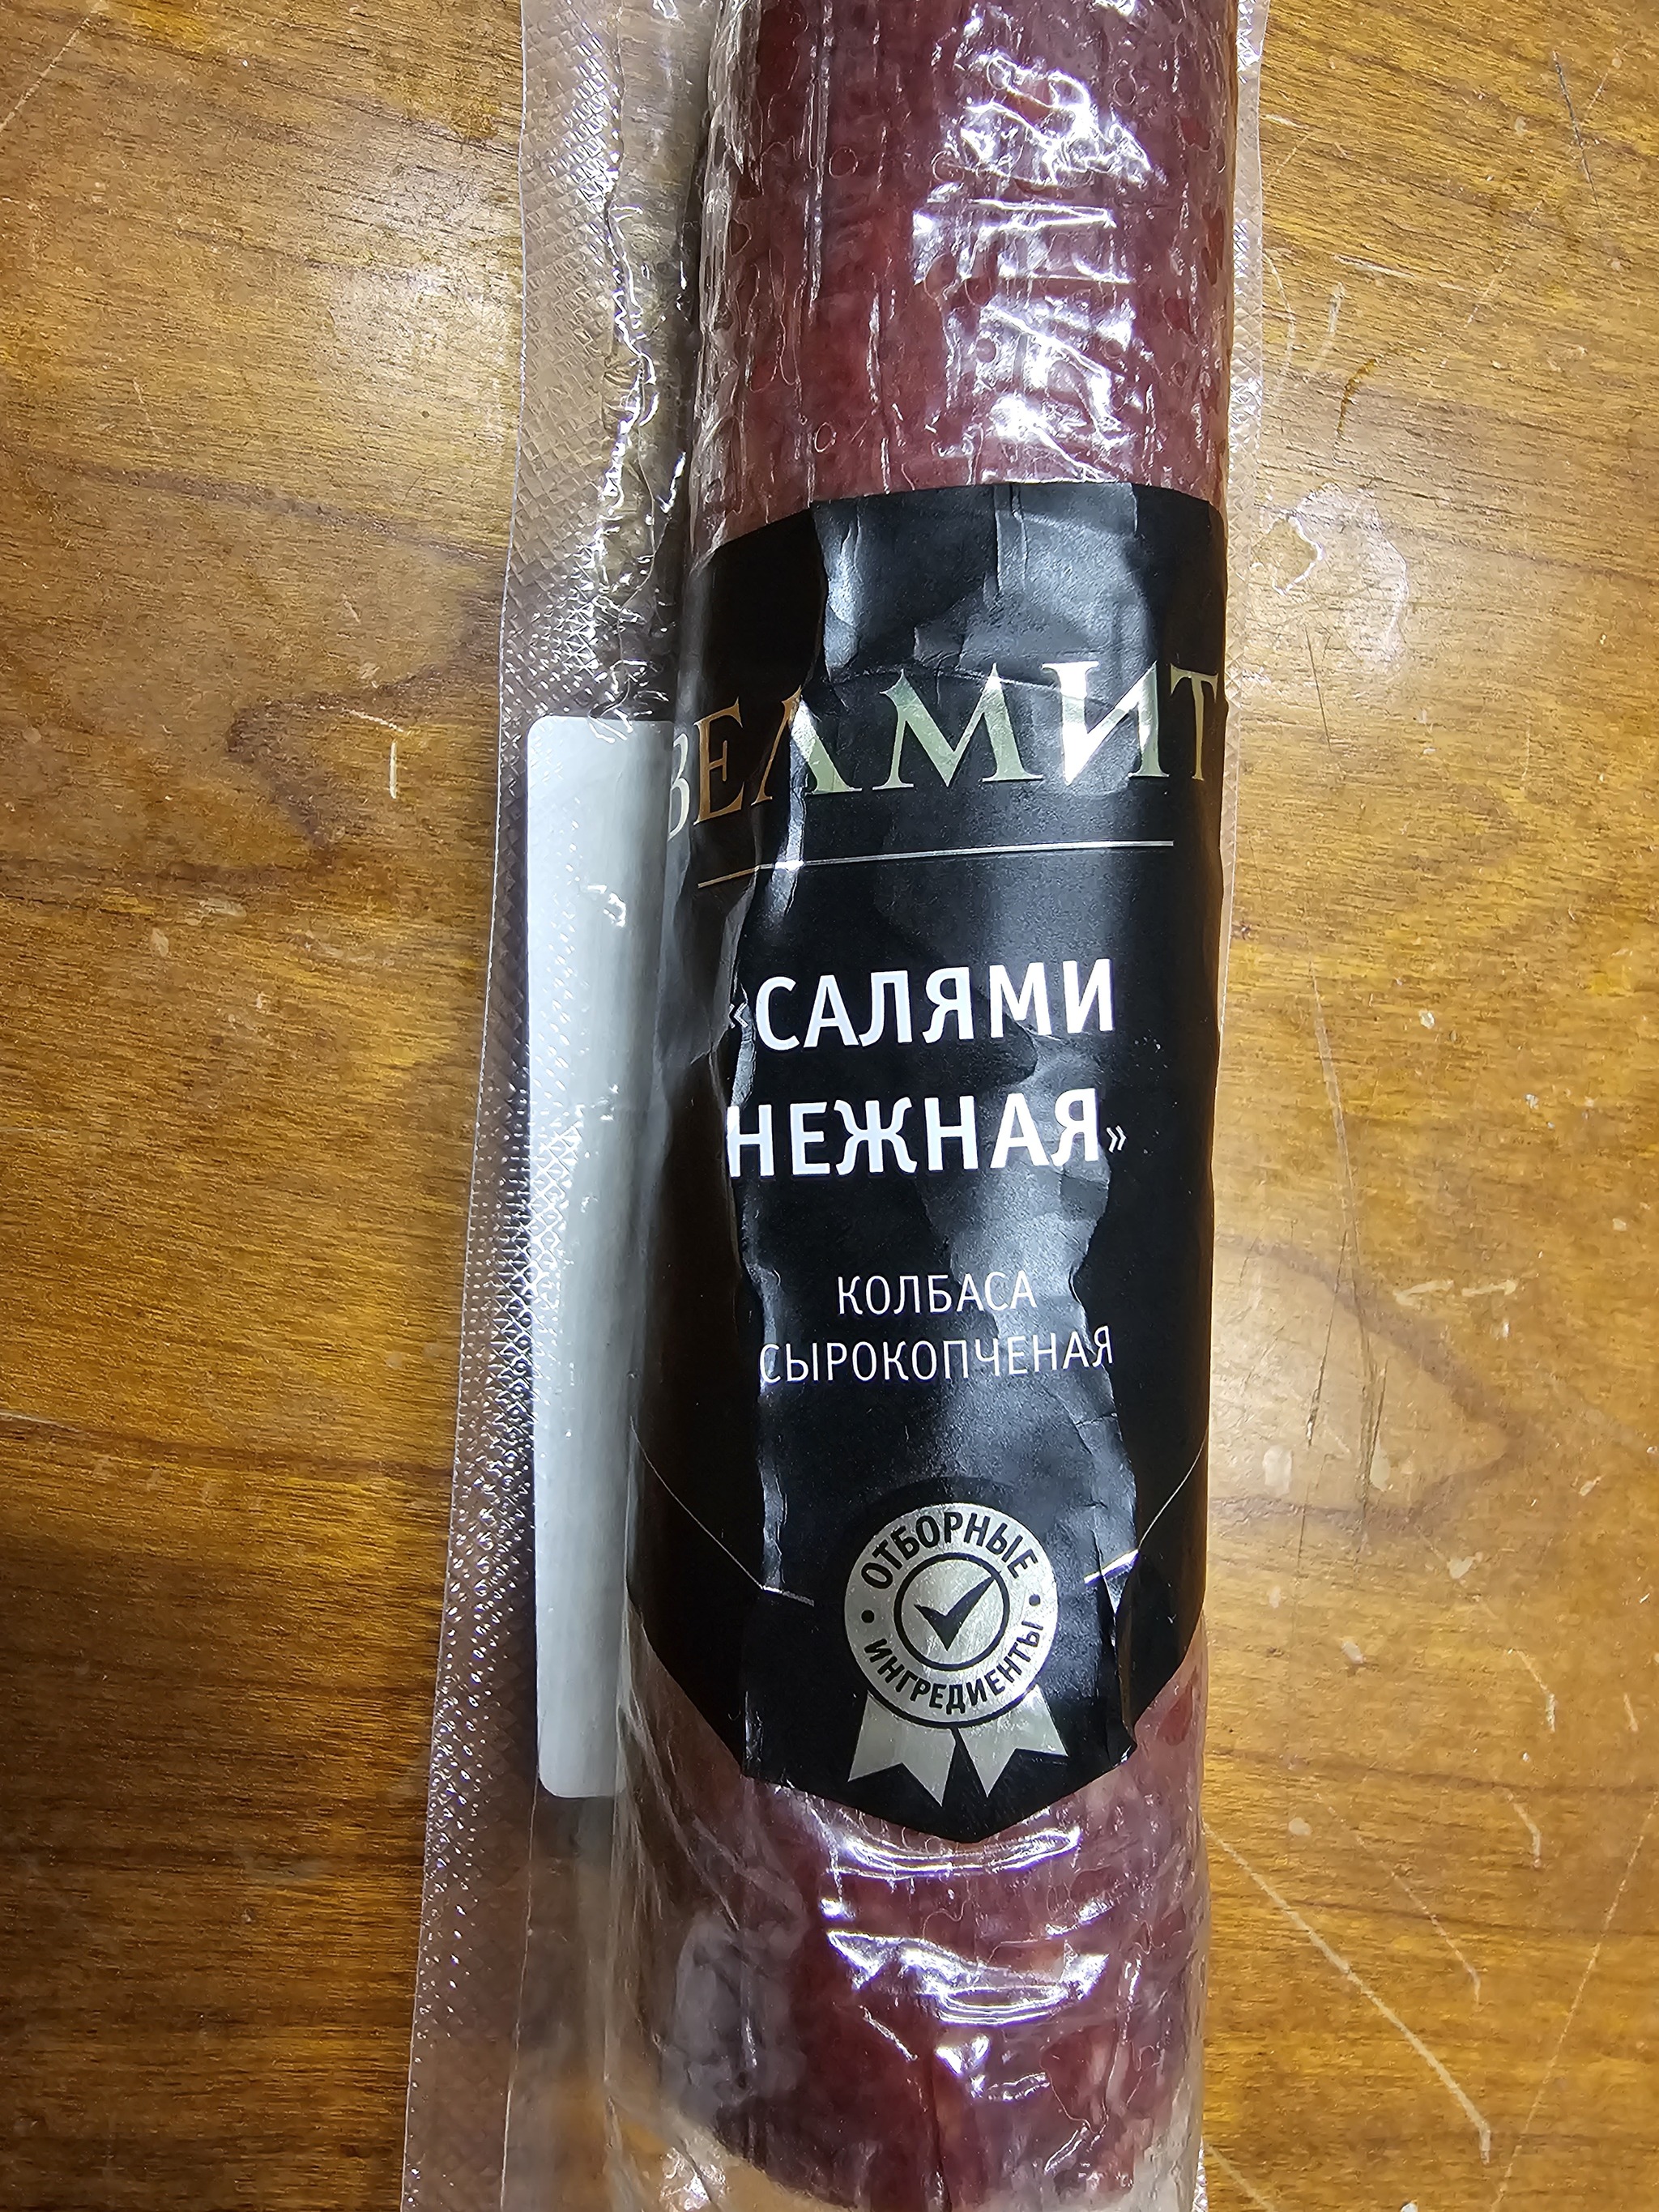 ВЕЛМИТ
«САЛЯМИ
НЕЖНАЯ»
КОЛБАСА
СЫРОКОПЧЕНАЯ
ОТБОРНЫЕ
ИНГРЕДИЕНТЫ